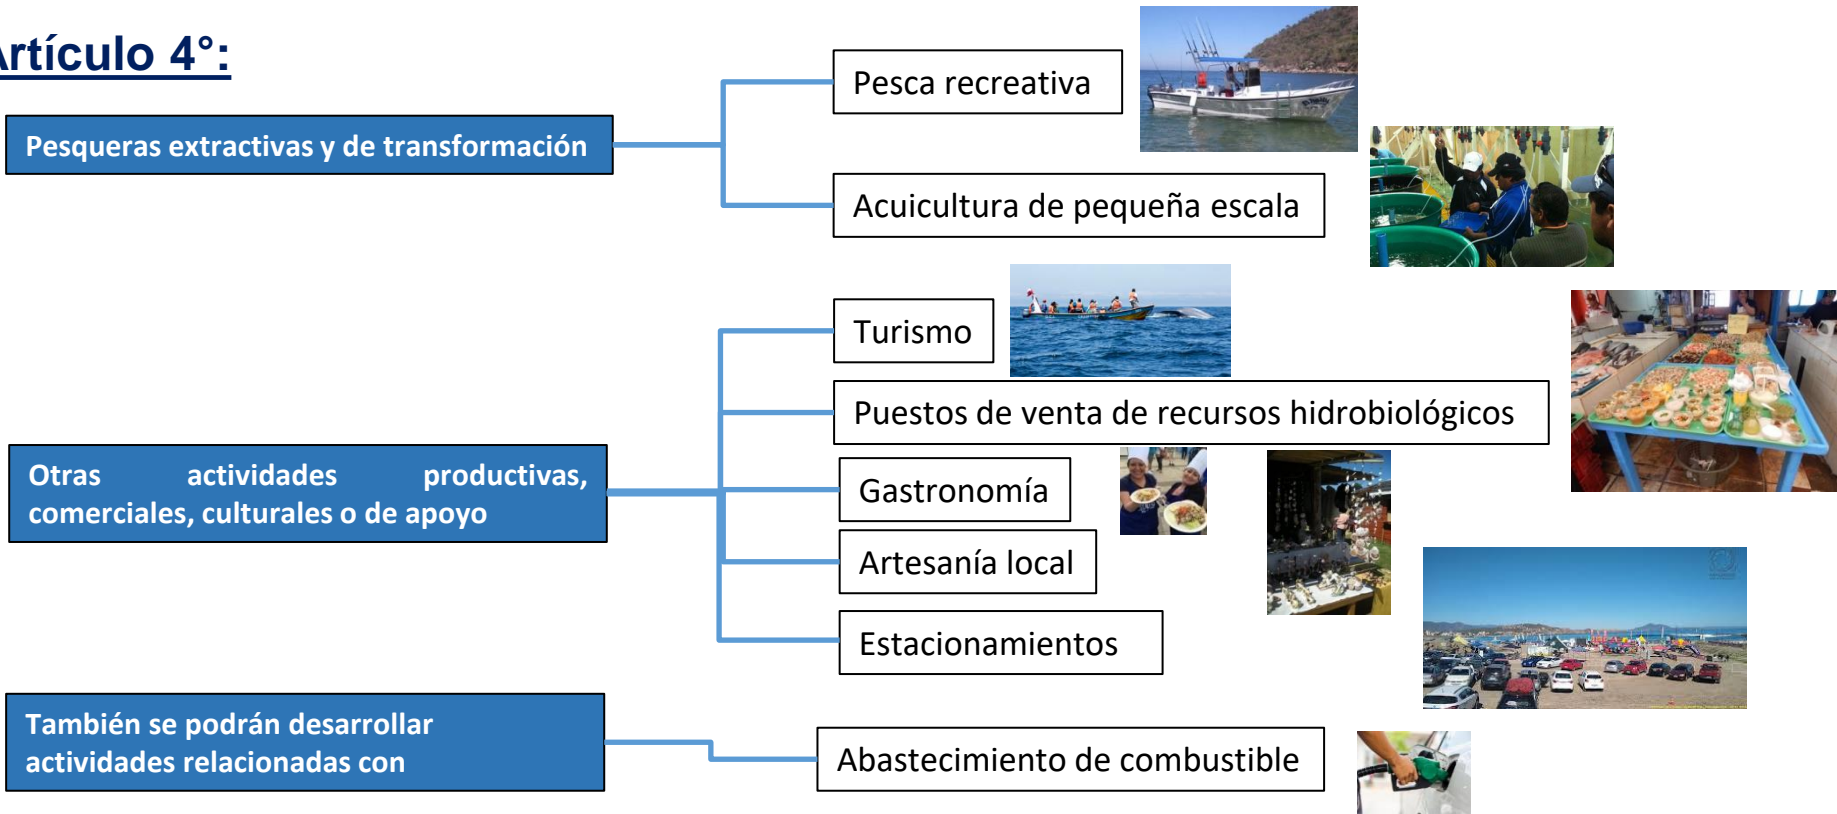 Artículo 4°:
Pesca recreativa
Pesqueras extractivas y de transformación
Acuicultura de pequeña escala
Turismo
Puestos de venta de recursos hidrobiológicos
Otras actividades productivas,
comerciales, culturales o de apoyo
Gastronomía
Artesanía local
Estacionamientos
También se podrán desarrollar
actividades relacionadas con
Abastecimiento de combustible